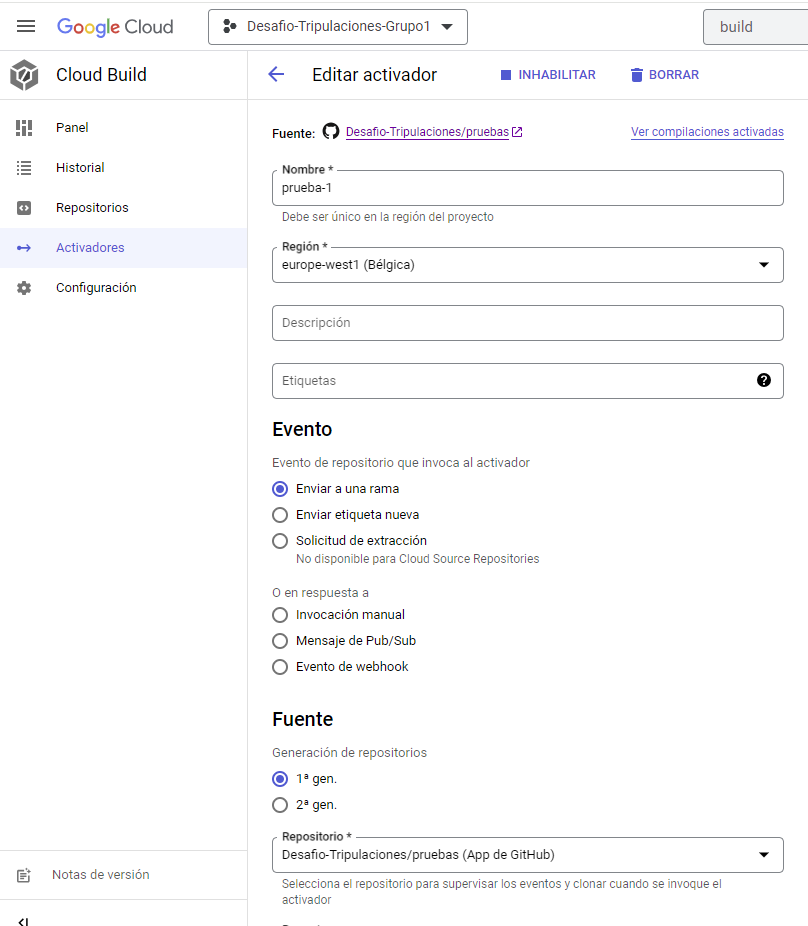 Google Cloud
Desafio-Tripulaciones-Grupo1
build
Cloud Build
Editar activador
INHABILITAR
BORRAR
Panel
Historial
Repositorios
Activadores
Configuración
Notas de versión
Fuente:
Desafio-Tripulaciones/pruebas
Ver compilaciones activadas
Nombre *
prueba-1
Debe ser único en la región del proyecto
Región *
europe-west1 (Bélgica)
Descripción
Etiquetas
Evento
Evento de repositorio que invoca al activador
Enviar a una rama
Enviar etiqueta nueva
Solicitud de extracción
No disponible para Cloud Source Repositories
O en respuesta a
Invocación manual
Mensaje de Pub/Sub
Evento de webhook
Fuente
Generación de repositorios
1ª gen.
2ª gen.
Repositorio *
Desafio-Tripulaciones/pruebas (App de GitHub)
Selecciona el repositorio para supervisar los eventos y clonar cuando se invoque el
activador